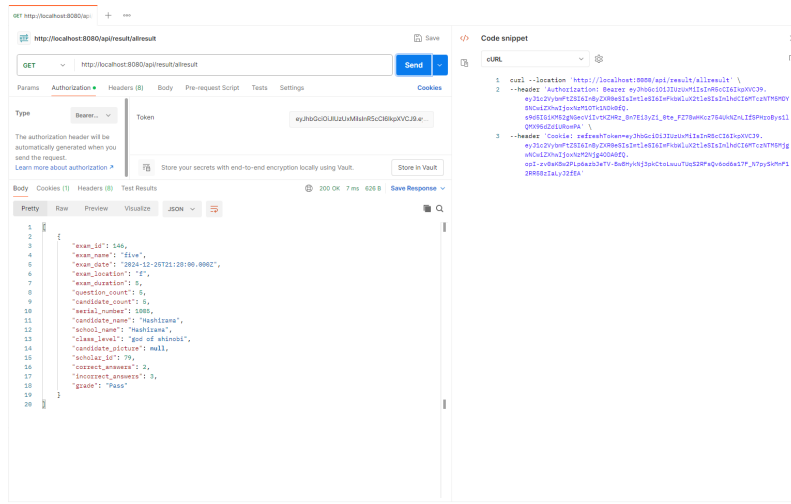 GET http://localhost:8080/api
http://localhost:8080/api/result/allresult
Save
GET
http://localhost:8080/api/result/allresult
Send
Params
Authorization
Headers (8)
Body
Pre-request Script
Tests
Settings
Cookies
Type
Bearer...
The authorization header will be
automatically generated when you
send the request.
Learn more about authorization ↗
Token
Store your secrets with end-to-end encryption locally using Vault.
Store in Vault
Body
Cookies (1)
Headers (8)
Test Results
200 OK
7 ms
626 B
Save Response
Pretty
Raw
Preview
Visualize
JSON
1 [
2 {
3 "exam_id": 146,
4 "exam_name": "five",
5 "exam_date": "2024-12-25T21:28:00.000Z",
6 "exam_location": "f",
7 "exam_duration": 5,
8 "question_count": 5,
9 "candidate_count": 5,
10 "serial_number": 1005,
11 "candidate_name": "Hashirama",
12 "school_name": "Hashirama",
13 "class_level": "god of shinobi",
14 "candidate_picture": null,
15 "scholar_id": 79,
16 "correct_answers": 2,
17 "incorrect_answers": 3,
18 "grade": "Pass"
19 }
20 ]
</> Code snippet
cURL
1 curl --location 'http://localhost:8080/api/result/allresult' \
2 --header 'Authorization: Bearer
3 --header 'Cookie: